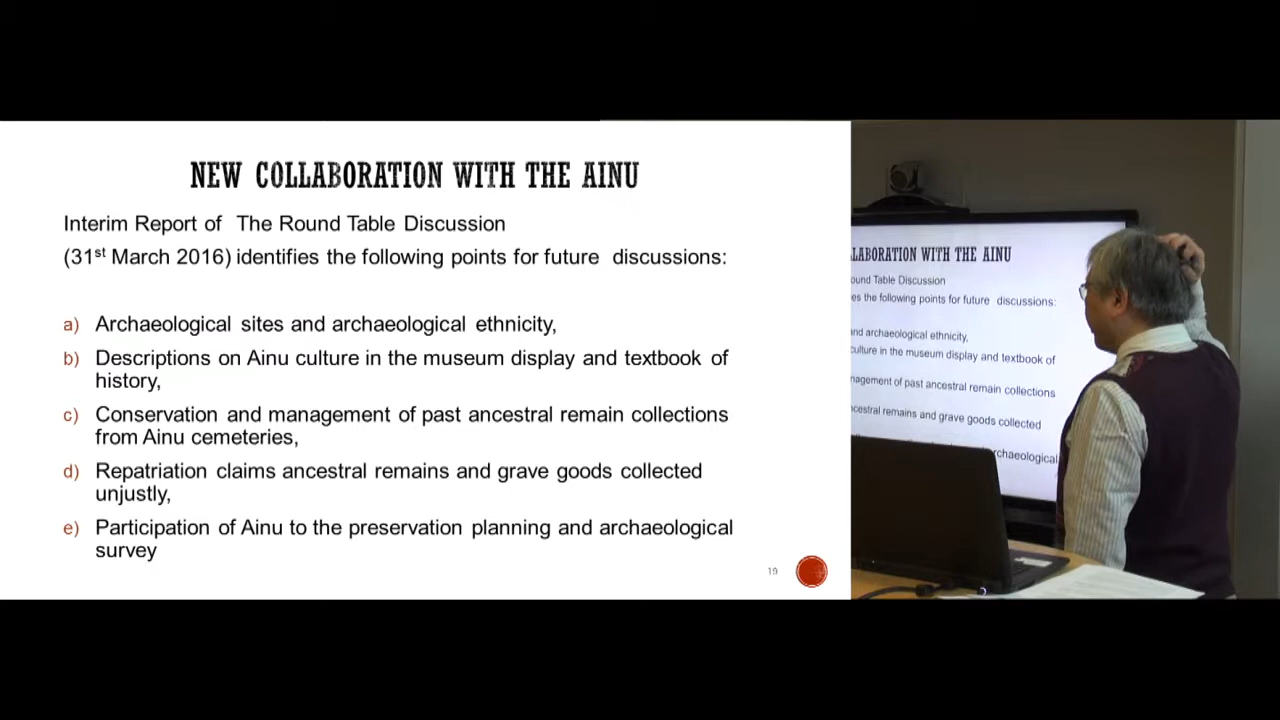 NEW COLLABORATION WITH THE AINU
Interim Report of The Round Table Discussion
(31st March 2016) identifies the following points for future discussions:
a) Archaeological sites and archaeological ethnicity,
b) Descriptions on Ainu culture in the museum display and textbook of
history,
c) Conservation and management of past ancestral remain collections
from Ainu cemeteries,
d) Repatriation claims ancestral remains and grave goods collected
unjustly,
e) Participation of Ainu to the preservation planning and archaeological
survey
19
LABORATION WITH THE AINU
ound Table Discussion
es the following points for future discussions:
nd archaeological ethnicity,
culture in the museum display and textbook of
nagement of past ancestral remain collections
ncestral remains and grave goods collected
rchaeological